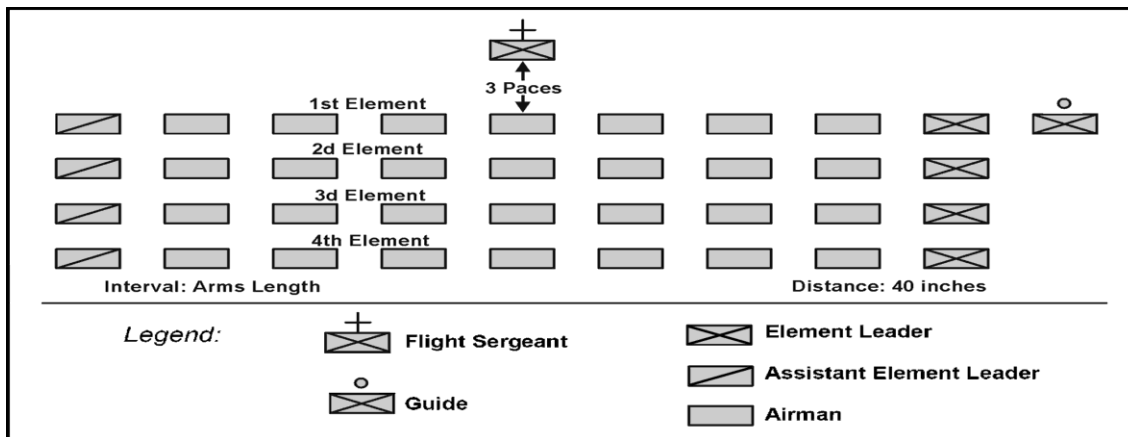 3 Paces
1st Element
2d Element
3d Element
4th Element
Interval: Arms Length
Distance: 40 inches
Legend:
Flight Sergeant
Element Leader
Assistant Element Leader
Guide
Airman